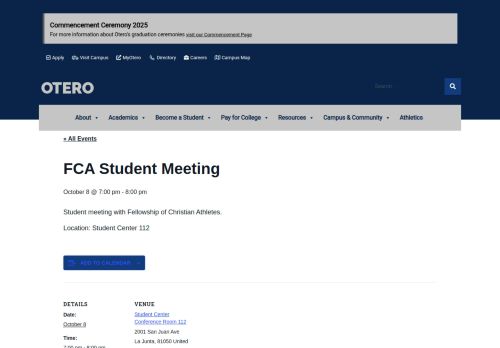 Commencement Ceremony 2025
For more information about Otero's graduation ceremonies visit our Commencement Page
Apply Visit Campus MyOtero Directory Careers Campus Map
OTERO
Search
About Academics Become a Student Pay for College Resources Campus & Community Athletics
« All Events
FCA Student Meeting
October 8 @ 7:00 pm - 8:00 pm
Student meeting with Fellowship of Christian Athletes.
Location: Student Center 112
ADD TO CALENDAR
DETAILS
Date:
October 8
Time:
7:00 pm - 8:00 pm
VENUE
Student Center
Conference Room 112
2001 San Juan Ave
La Junta, 81050 United